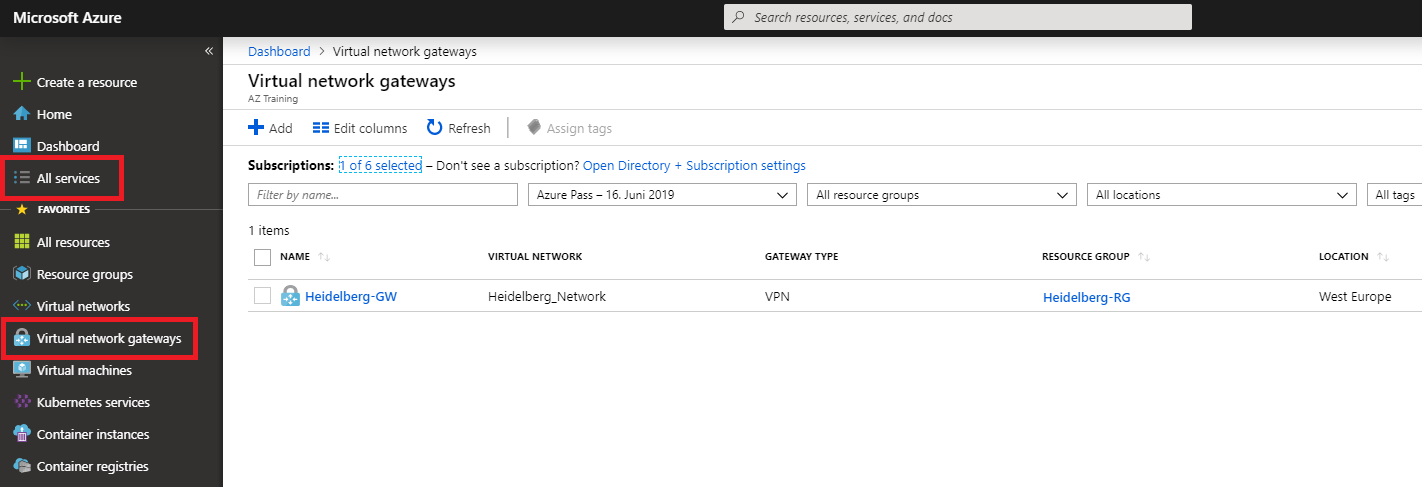 Microsoft Azure
Search resources, services, and docs
«
Create a resource
Home
Dashboard
All services
FAVORITES
All resources
Resource groups
Virtual networks
Virtual network gateways
Virtual machines
Kubernetes services
Container instances
Container registries
Dashboard > Virtual network gateways
Virtual network gateways
AZ Training
Add Edit columns Refresh Assign tags
Subscriptions: 1 of 6 selected – Don't see a subscription? Open Directory + Subscription settings
Filter by name... Azure Pass – 16. Juni 2019 All resource groups All locations All tags
1 items
NAME VIRTUAL NETWORK GATEWAY TYPE RESOURCE GROUP LOCATION
Heidelberg-GW Heidelberg_Network VPN Heidelberg-RG West Europe